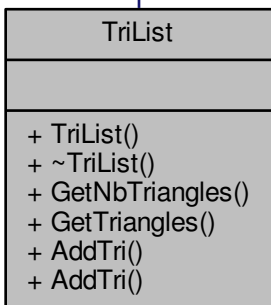 TriList
+ TriList()
+ ~TriList()
+ GetNbTriangles()
+ GetTriangles()
+ AddTri()
+ AddTri()